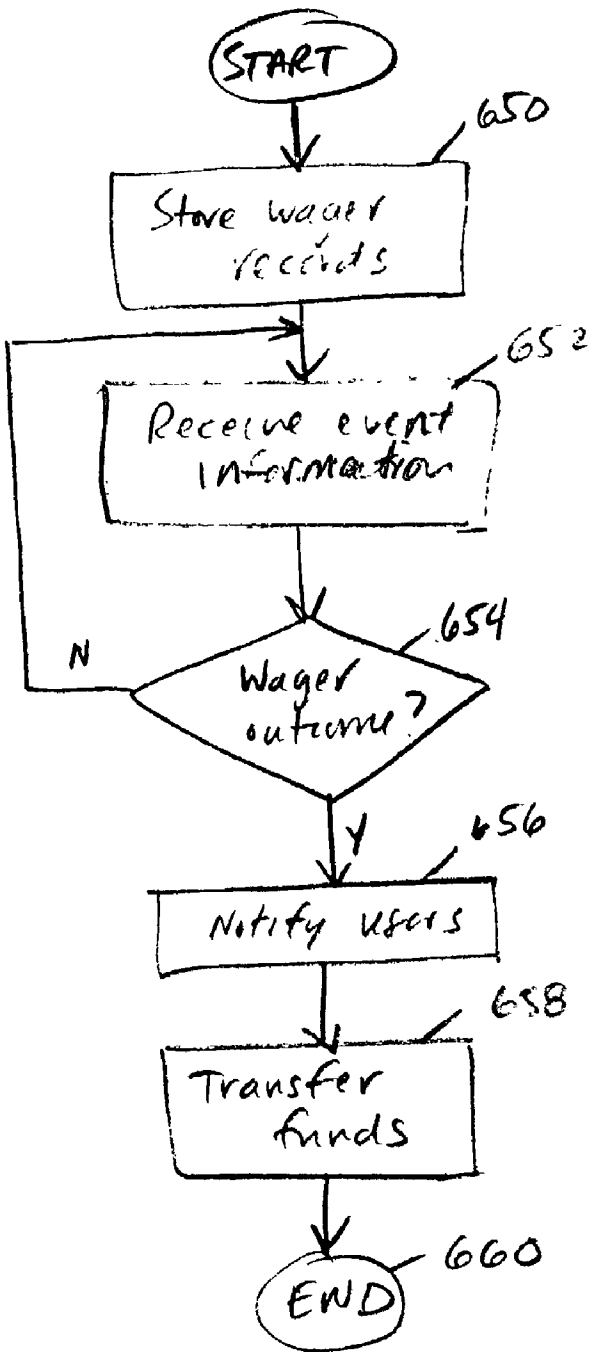 START
650
Store wager
records
652
Receive event
information
654
N
Wager
outcome?
Y
656
Notify users
658
Transfer
funds
660
END